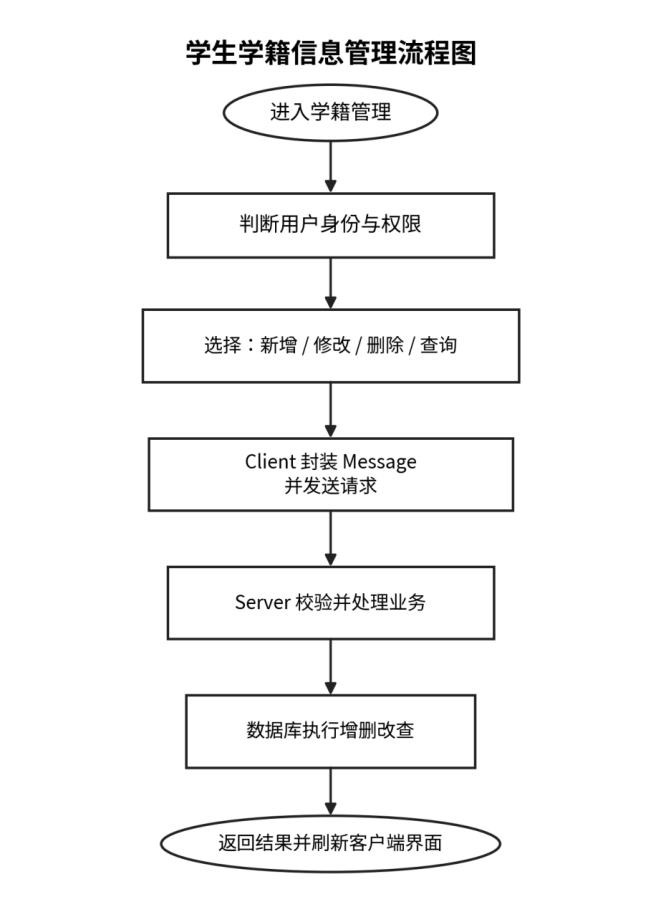 学生学籍信息管理流程图
进入学籍管理
判断用户身份与权限
选择：新增 / 修改 / 删除 / 查询
Client 封装 Message
并发送请求
Server 校验并处理业务
数据库执行增删改查
返回结果并刷新客户端界面